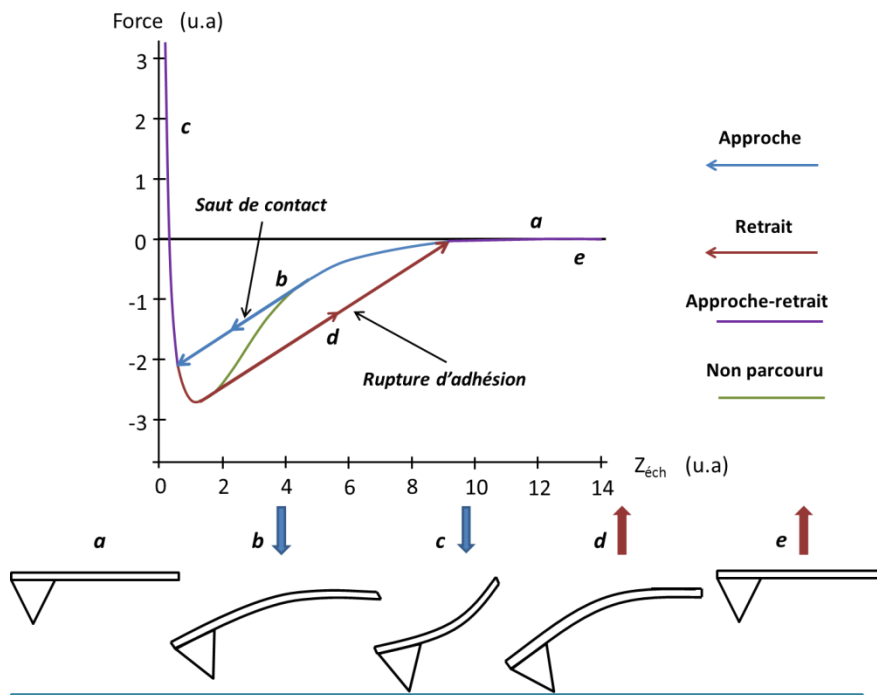 Force (u.a)
3
2
1
0
-1
-2
-3
c
Saut de contact
b
d
Rupture d'adhésion
a
e
0 2 4 6 8 10 12 14
Zéch (u.a)
Approche
Retrait
Approche-retrait
Non parcouru
a b c d e